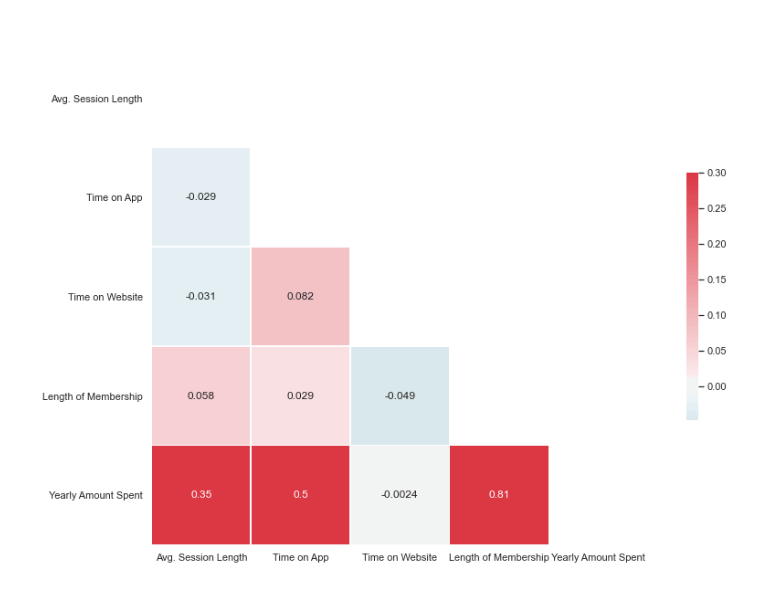 Avg. Session Length
Time on App
-0.029
Time on Website
-0.031
0.082
Length of Membership
0.058
0.029
-0.049
Yearly Amount Spent
0.35
0.5
-0.0024
0.81
Avg. Session Length
Time on App
Time on Website
Length of Membership
Yearly Amount Spent
0.30
0.25
0.20
0.15
0.10
0.05
0.00